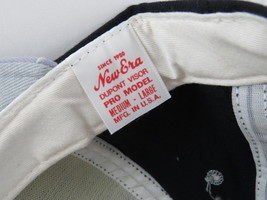 SINCE 1920
New Era
DUPONT VISOR
PRO MODEL
MEDIUM - LARGE
MFG. IN U.S.A.